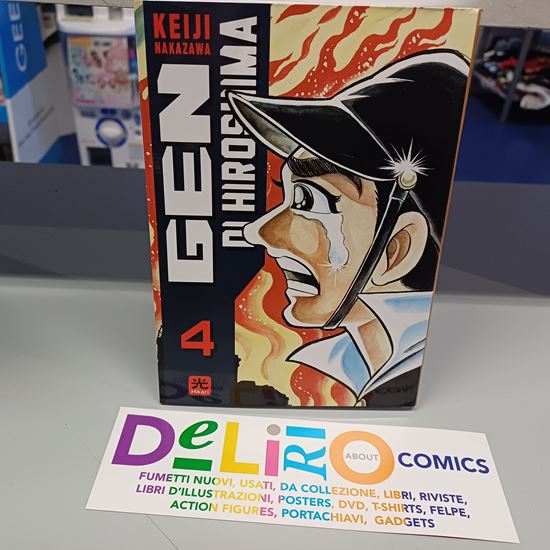 KEIJI
NAKAZAWA
GEN
DI HIROSHIMA
4
光
Hikari
DeLiRiO
ABOUT
COMICS
FUMETTI NUOVI, USATI, DA COLLEZIONE, LIBRI, RIVISTE,
LIBRI D'ILLUSTRAZIONI, POSTERS, DVD, T-SHIRTS, FELPE,
ACTION FIGURES, PORTACHIAVI, GADGETS